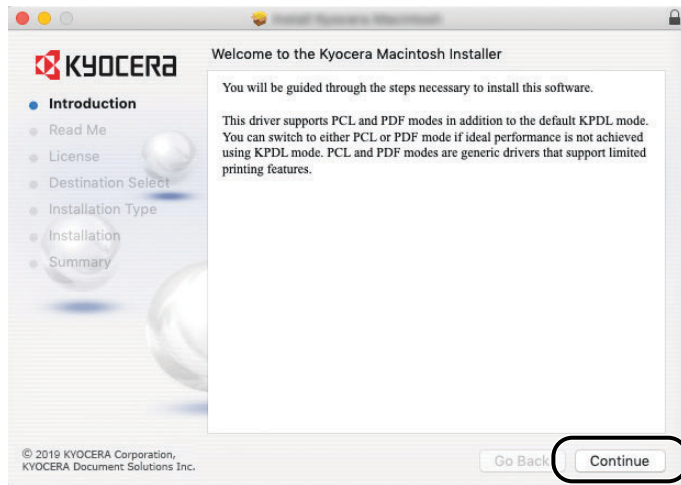 KYOCERA
Welcome to the Kyocera Macintosh Installer
Introduction
Read Me
License
Destination Select
Installation Type
Installation
Summary
You will be guided through the steps necessary to install this software.
This driver supports PCL and PDF modes in addition to the default KPDL mode.
You can switch to either PCL or PDF mode if ideal performance is not achieved
using KPDL mode. PCL and PDF modes are generic drivers that support limited
printing features.
© 2019 KYOCERA Corporation,
KYOCERA Document Solutions Inc.
Go Back
Continue